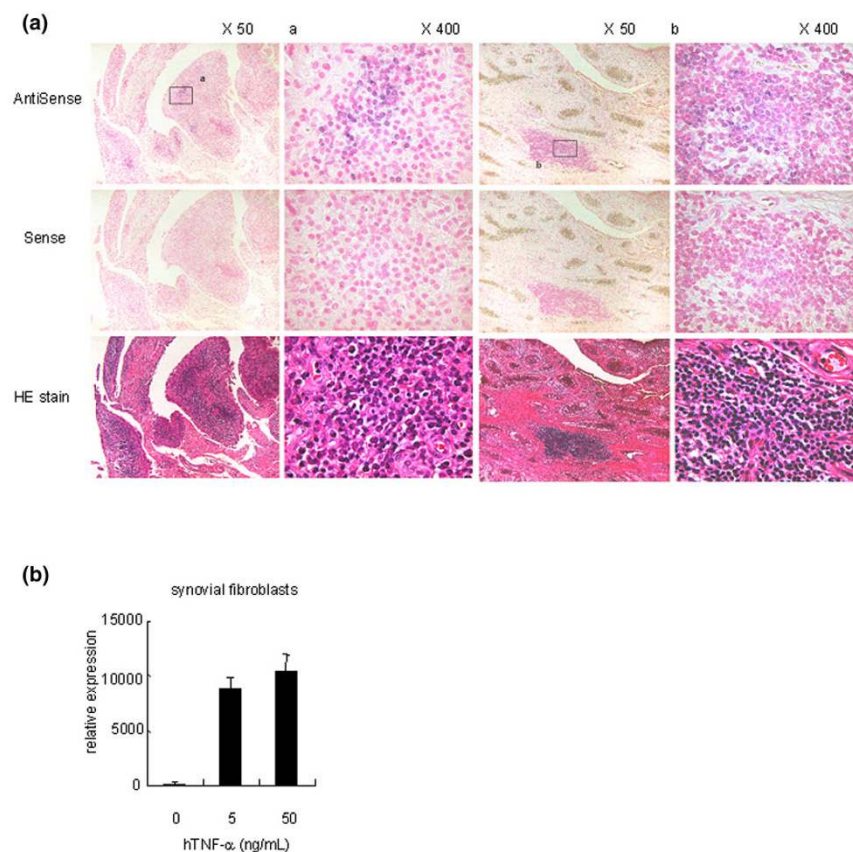 (a)
X 50 a X 400 X 50 b X 400
AntiSense
a
b
Sense
HE stain
(b)
synovial fibroblasts
relative expression
15000
10000
5000
0
0 5 50
hTNF-α (ng/mL)